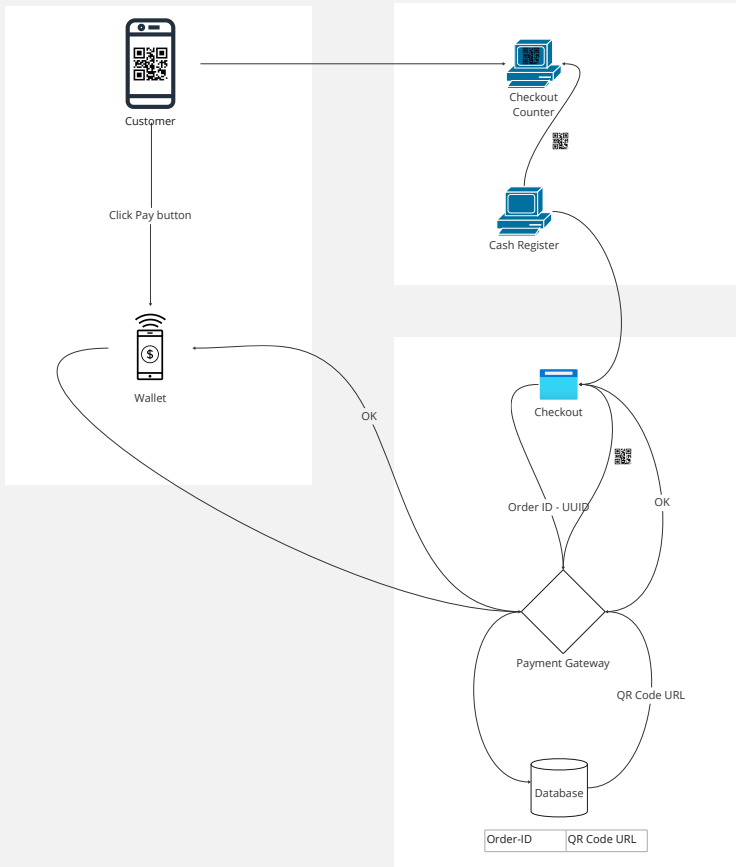 Customer
Checkout
Counter
Click Pay button
Cash Register
$
Wallet
Checkout
OK
Order ID - UUID
OK
Payment Gateway
QR Code URL
Database
Order-ID
QR Code URL